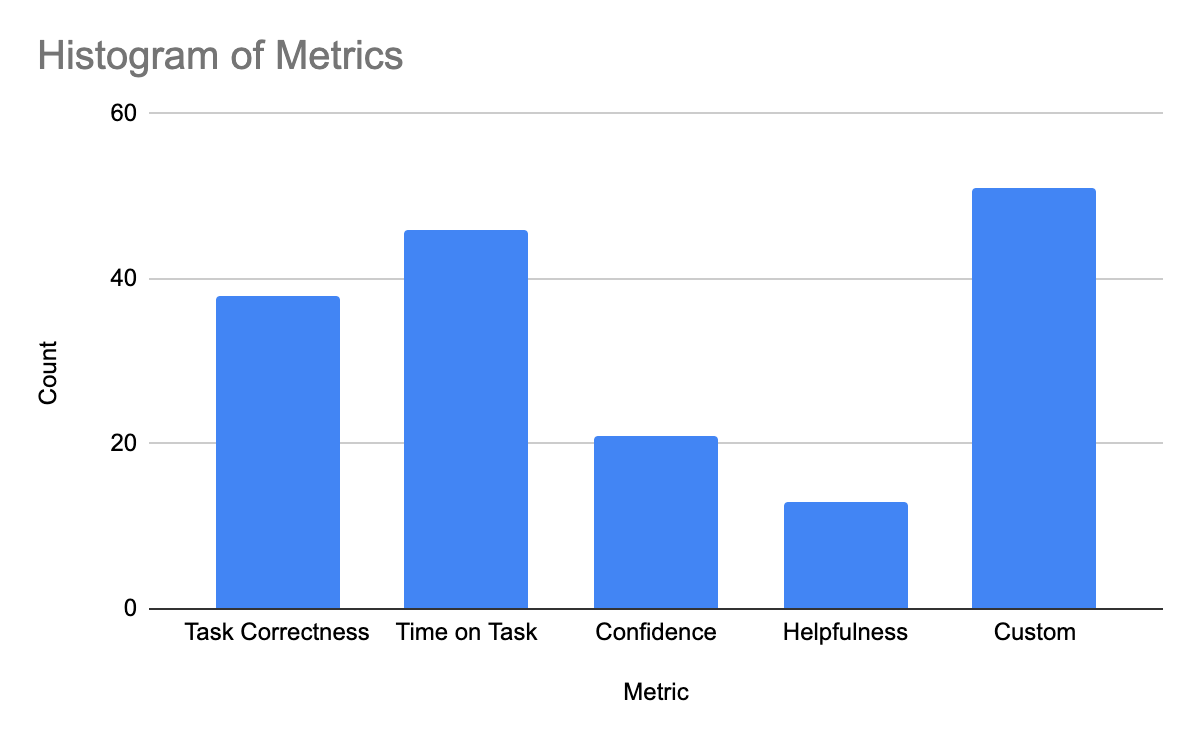 Histogram of Metrics
60
40
20
0
Count
Task Correctness Time on Task Confidence Helpfulness Custom
Metric